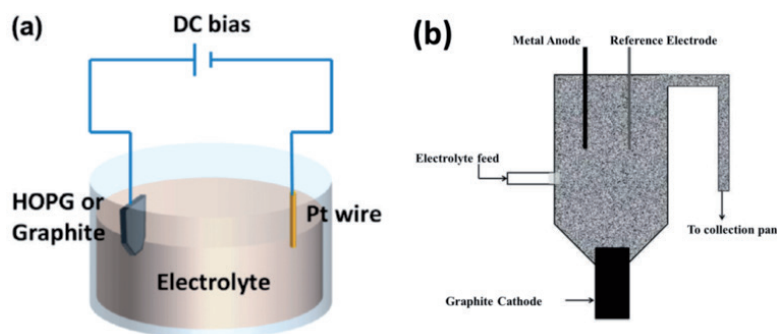 (a)
DC bias
HOPG or
Graphite
Pt wire
Electrolyte
(b)
Metal Anode
Reference Electrode
Electrolyte feed
To collection pan
Graphite Cathode